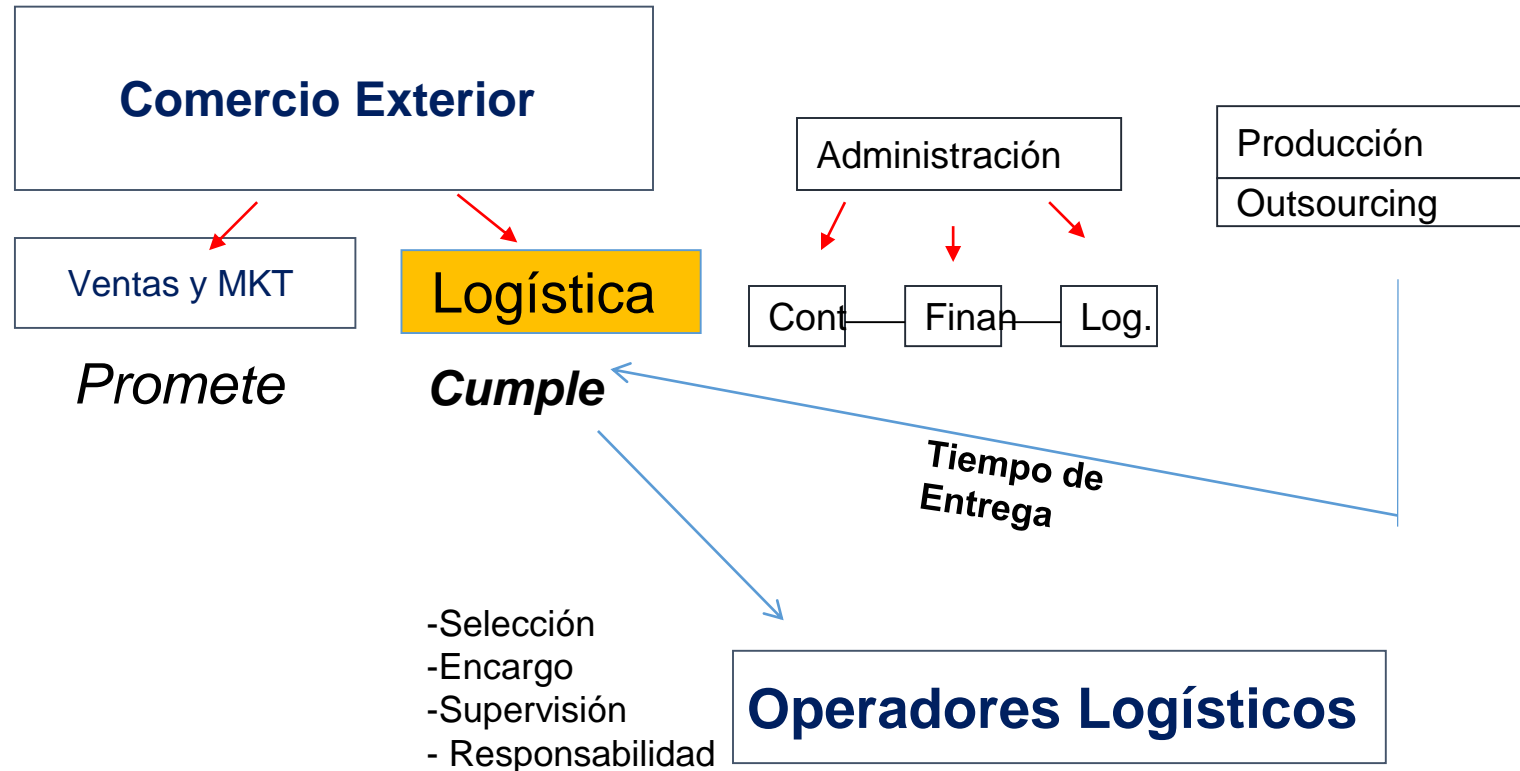 Comercio Exterior
Administración
Producción
Outsourcing
Ventas y MKT
Logística
Cont
Finan
Log.
Promete
Cumple
Tiempo de
Entrega
-Selección
-Encargo
-Supervisión
- Responsabilidad
Operadores Logísticos